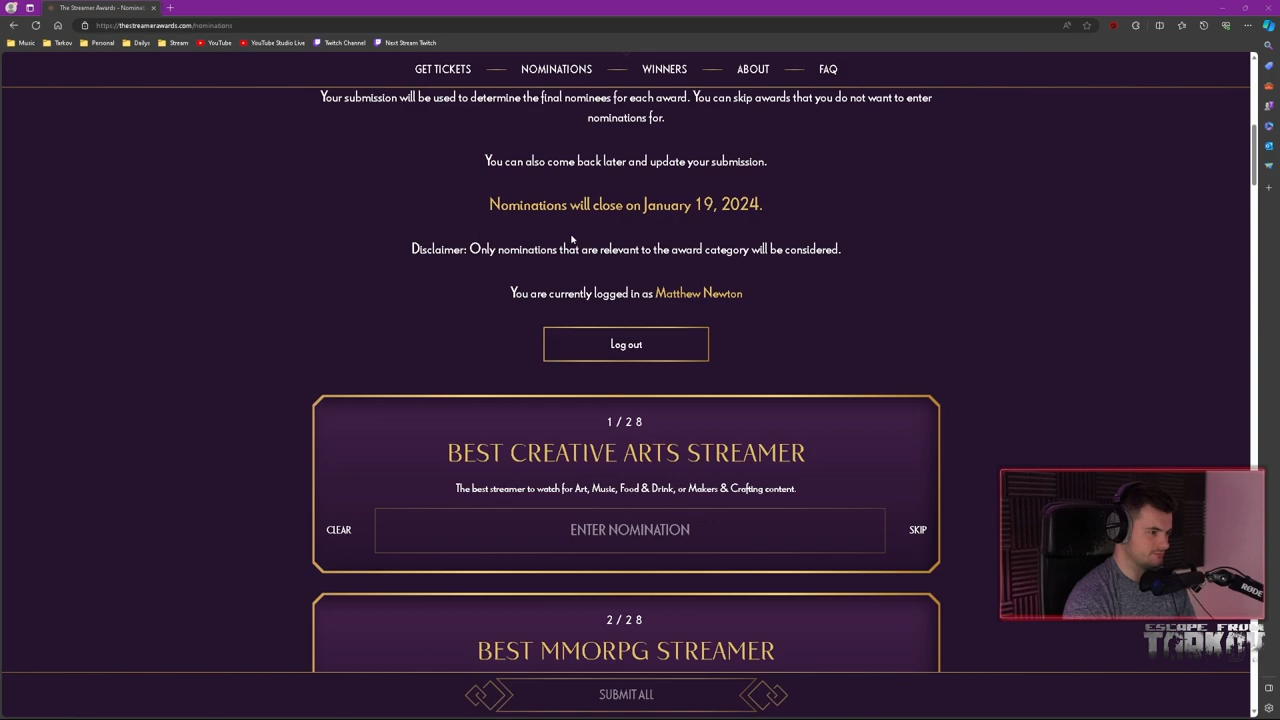 The Streamer Awards - Nominat
https://thestreamerawards.com/nominations
Music
Tarkov
Personal
Dailys
Stream
YouTube
YouTube Studio Live
Twitch Channel
Next Stream Twitch
GET TICKETS
NOMINATIONS
WINNERS
ABOUT
FAQ
Your submission will be used to determine the final nominees for each award. You can skip awards that you do not want to enter
nominations for.
You can also come back later and update your submission.
Nominations will close on January 19, 2024.
Disclaimer: Only nominations that are relevant to the award category will be considered.
You are currently logged in as Matthew Newton
Log out
1 / 28
BEST CREATIVE ARTS STREAMER
The best streamer to watch for Art, Music, Food & Drink, or Makers & Crafting content.
CLEAR
ENTER NOMINATION
SKIP
2 / 28
BEST MMORPG STREAMER
SUBMIT ALL
RØDE
ESCAPE FROM
TARKOV